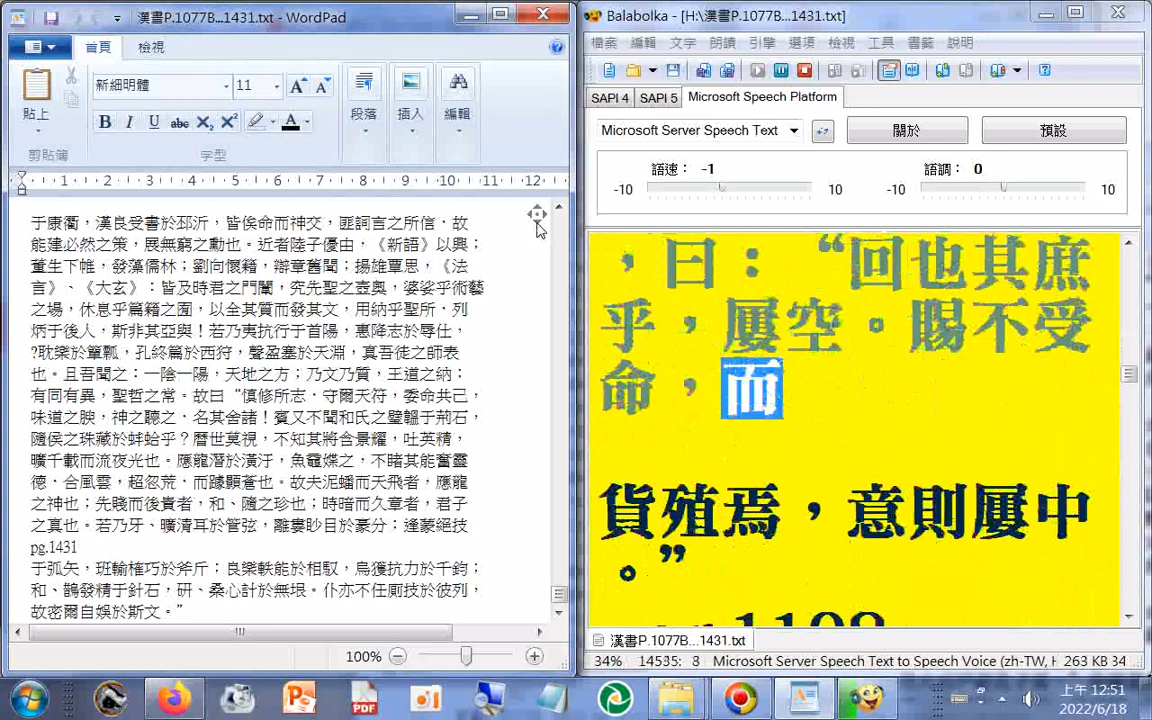 漢書P.1077B...1431.txt - WordPad
首頁
檢視
新細明體
11
貼上
剪貼簿
B I U abc X₂ X² A
字型
段落
插入
編輯
1 2 3 4 5 6 7 8 9 10 11 12
于康衢，漢良受書於邳沂，皆俟命而神交，匪詞言之所信，故
能建必然之策，展無窮之勳也。近者陸子優由，《新語》以興；
董生下帷，發藻儒林；劉向懷籍，辯章舊聞；揚雄覃思，《法
言》、《大玄》：皆及時君之門闈，究先聖之壺奧，婆娑乎術藝
之場，休息乎篇籍之囿，以全其質而發其文，用納乎聖所，列
炳于後人，斯非其亞與！若乃夷抗行于首陽，惠降志於辱仕，
?耽樂於簞瓢，孔終篇於西狩，聲盈塞於天淵，真吾徒之師表
也。且吾聞之：一陰一陽，天地之方；乃文乃質，王道之納：
有同有異，聖哲之常。故曰“慎修所志，守爾天符，委命共己，
味道之腴，神之聽之，名其舍諸！賓又不聞和氏之璧韞于荊石，
隨侯之珠藏於蚌蛤乎？曆世莫視，不知其將含景耀，吐英精，
曠千載而流夜光也。應龍潛於潢汙，魚黿媟之，不睹其能奮靈
德，合風雲，超忽荒，而躆顥蒼也。故夫泥蟠而天飛者，應龍
之神也；先賤而後貴者，和、隨之珍也；時暗而久章者，君子
之真也。若乃牙、曠清耳於管弦，離婁眇目於豪分；逢蒙絕技
pg.1431
于弧矢，班輸榷巧於斧斤；良樂軼能於相馭，烏獲抗力於千鈞；
和、鵲發精于針石，研、桑心計於無垠。仆亦不任廁技於彼列，
故密爾自娛於斯文。”
100%
Balabolka - [H:\漢書P.1077B...1431.txt]
檔案 編輯 文字 朗讀 引擎 選項 檢視 工具 書籤 說明
SAPI 4 SAPI 5 Microsoft Speech Platform
Microsoft Server Speech Text
關於
預設
語速： -1
語調： 0
-10 10 -10 10
，曰：“回也其庶
乎，屢空。賜不受
命，而
貨殖焉，意則屢中
。”
漢書P.1077B...1431.txt
34% 14535: 8 Microsoft Server Speech Text to Speech Voice (zh-TW, H 263 KB 34
上午 12:51
2022/6/18